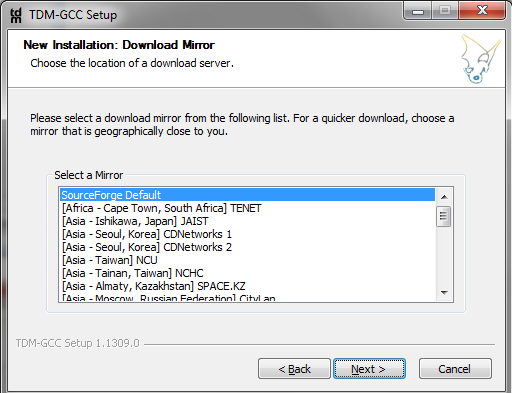 tdm TDM-GCC Setup
New Installation: Download Mirror
Choose the location of a download server.
Please select a download mirror from the following list. For a quicker download, choose a
mirror that is geographically close to you.
Select a Mirror
SourceForge Default
[Africa - Cape Town, South Africa] TENET
[Asia - Ishikawa, Japan] JAIST
[Asia - Seoul, Korea] CDNetworks 1
[Asia - Seoul, Korea] CDNetworks 2
[Asia - Taiwan] NCU
[Asia - Tainan, Taiwan] NCHC
[Asia - Almaty, Kazakhstan] SPACE.KZ
[Asia - Moscow, Russian Federation] CityLan
TDM-GCC Setup 1.1309.0
< Back Next > Cancel